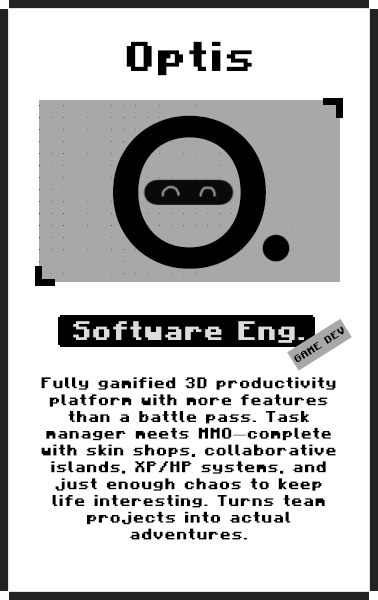 Optis
Software Eng.
GAME DEV
Fully gamified 3D productivity
platform with more features
than a battle pass. Task
manager meets MMO—complete
with skin shops, collaborative
islands, XP/HP systems, and
just enough chaos to keep
life interesting. Turns team
projects into actual
adventures.